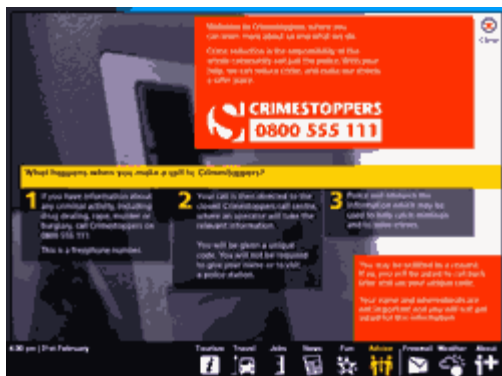 Welcome to Crimestoppers, where you
can learn more about us and what we do.
Crime reduction is the responsibility of the
whole community not just the police. With your
help, we can reduce crime, and make our streets
a safer place.
Close
CRIMESTOPPERS
0800 555 111
What happens when you make a call to Crimestoppers?
1 If you have information about
any criminal activity, including
drug dealing, rape, murder or
burglary, call Crimestoppers on
0800 555 111
This is a freephone number.
2 Your call is then directed to the
closest Crimestoppers call centre,
where an operator will take the
relevant information.
You will be given a unique
code. You will not be required
to give your name or to visit
a police station.
3 Police will
information which may be
used to help catch criminals
and to solve crimes.
You may be entitled to a reward.
If so, you will be asked to call back
later and use your unique code.
Your name and whereabouts are
not important and you will not get
asked for this information
4:30 pm | 21st February
Tourism Travel Jobs News Fun Advice Freemail Weather About